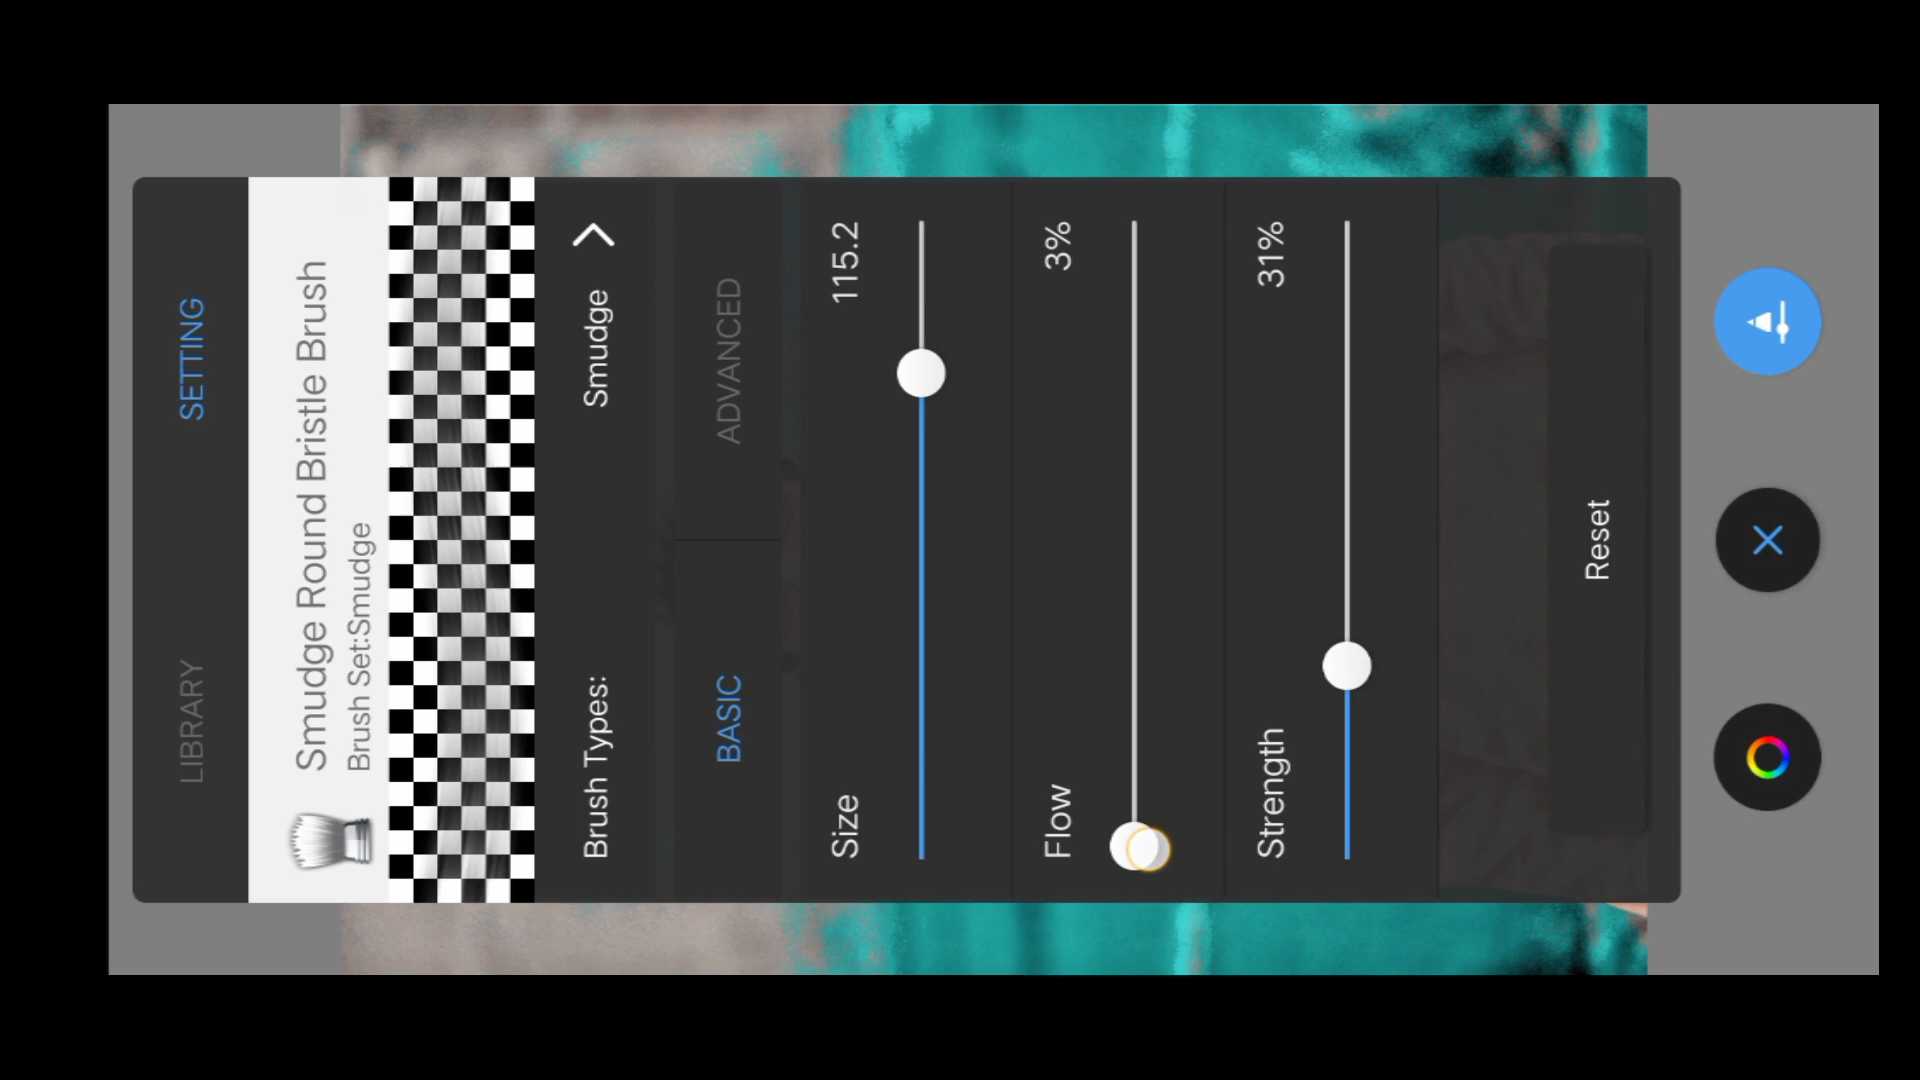 LIBRARY SETTING
Smudge Round Bristle Brush
Brush Set:Smudge
Brush Types: Smudge
BASIC ADVANCED
Size 115.2
Flow 3%
Strength 31%
Reset